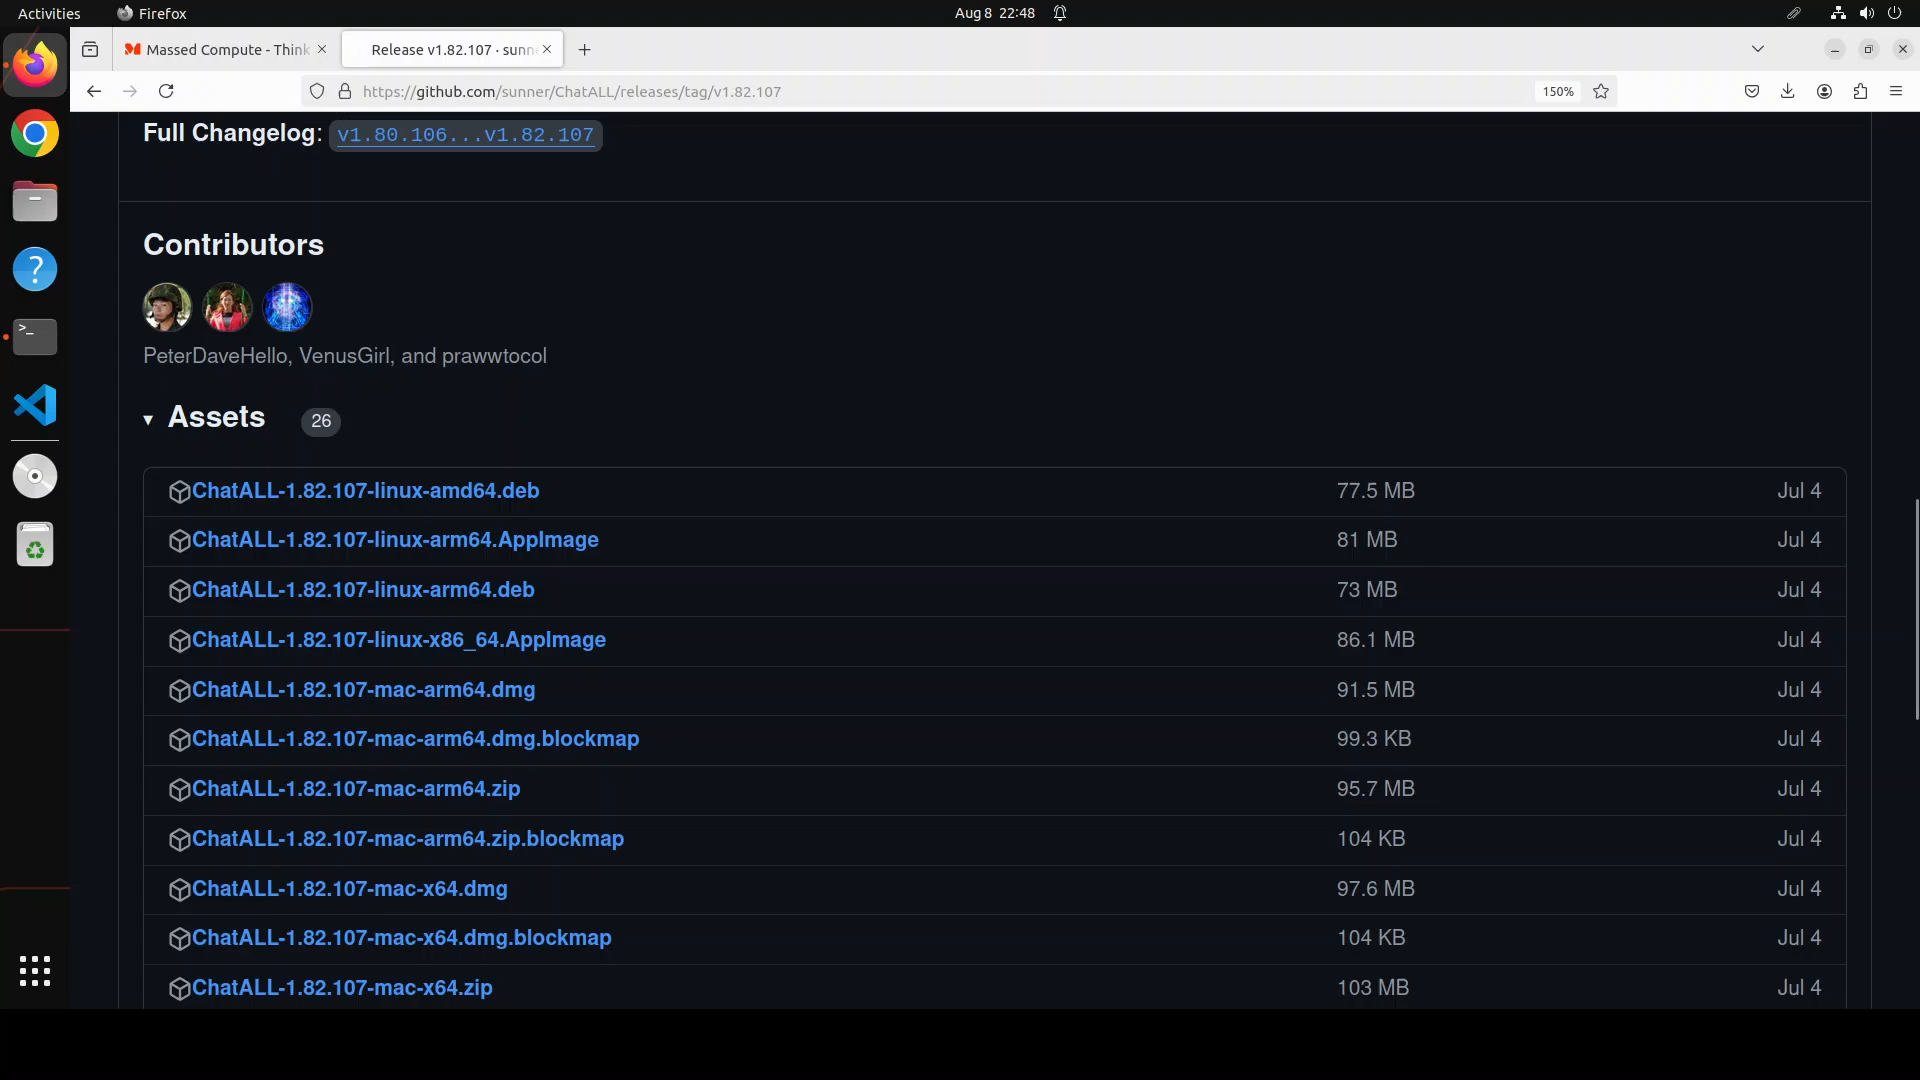 Activities
Firefox
Aug 8 22:48
Massed Compute - Think
Release v1.82.107 · sunn
https://github.com/sunner/ChatALL/releases/tag/v1.82.107
150%
Full Changelog: v1.80.106...v1.82.107
Contributors
PeterDaveHello, VenusGirl, and prawwtocol
Assets 26
ChatALL-1.82.107-linux-amd64.deb 77.5 MB Jul 4
ChatALL-1.82.107-linux-arm64.AppImage 81 MB Jul 4
ChatALL-1.82.107-linux-arm64.deb 73 MB Jul 4
ChatALL-1.82.107-linux-x86_64.AppImage 86.1 MB Jul 4
ChatALL-1.82.107-mac-arm64.dmg 91.5 MB Jul 4
ChatALL-1.82.107-mac-arm64.dmg.blockmap 99.3 KB Jul 4
ChatALL-1.82.107-mac-arm64.zip 95.7 MB Jul 4
ChatALL-1.82.107-mac-arm64.zip.blockmap 104 KB Jul 4
ChatALL-1.82.107-mac-x64.dmg 97.6 MB Jul 4
ChatALL-1.82.107-mac-x64.dmg.blockmap 104 KB Jul 4
ChatALL-1.82.107-mac-x64.zip 103 MB Jul 4